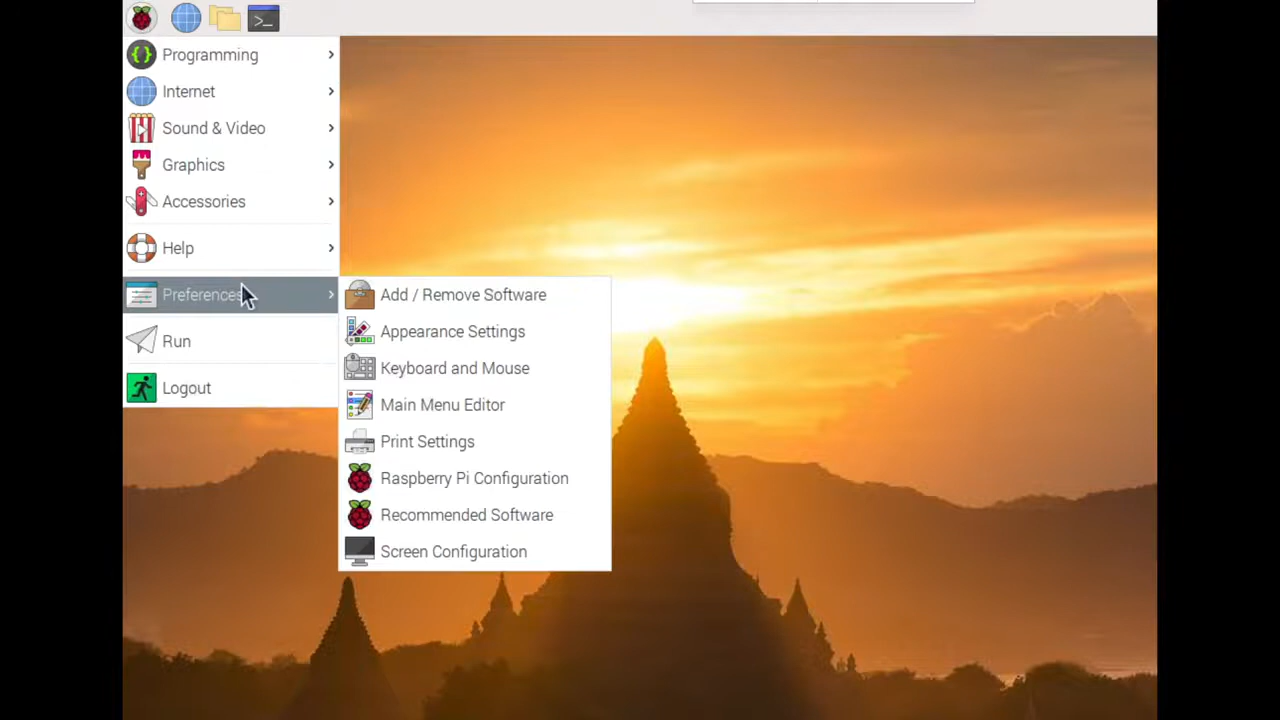 Programming
Internet
Sound & Video
Graphics
Accessories
Help
Preferences
Run
Logout
Add / Remove Software
Appearance Settings
Keyboard and Mouse
Main Menu Editor
Print Settings
Raspberry Pi Configuration
Recommended Software
Screen Configuration